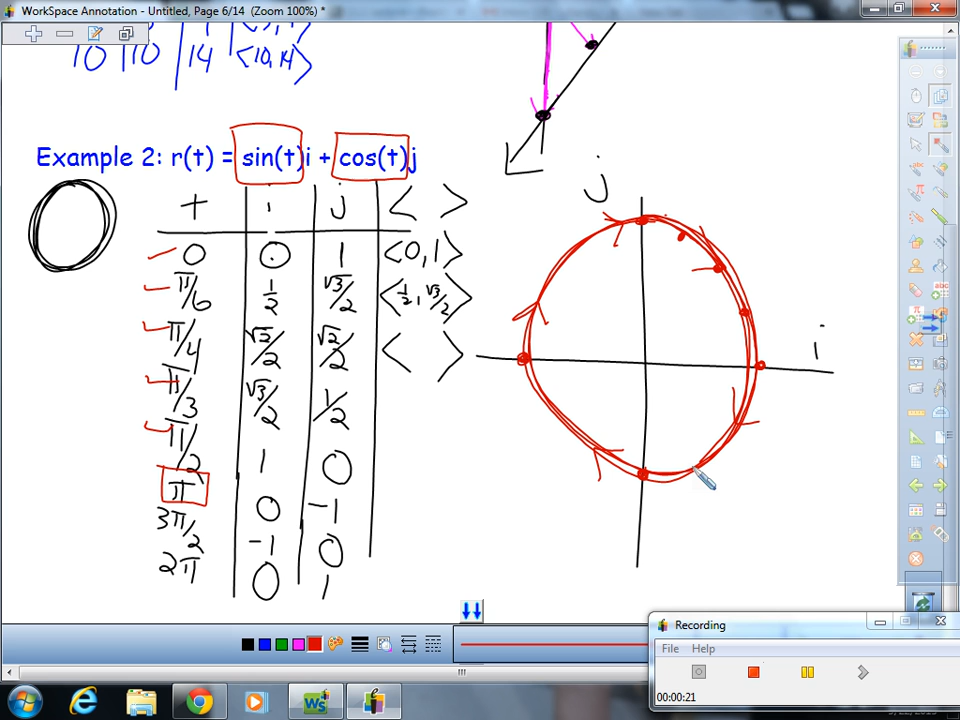 WorkSpace Annotation - Untitled, Page 6/14 (Zoom 100%) *
10 10 14 <10,14>
Example 2: r(t) = sin(t)i + cos(t)j
t i j < >
0 0 1 <0,1>
π/6 1/2 √3/2 <1/2, √3/2>
π/4 √2/2 √2/2 < >
π/3 √3/2 1/2
π/2 1 0
π 0 -1
3π/2 -1 0
2π 0 1
j
i
Recording
File Help
00:00:21